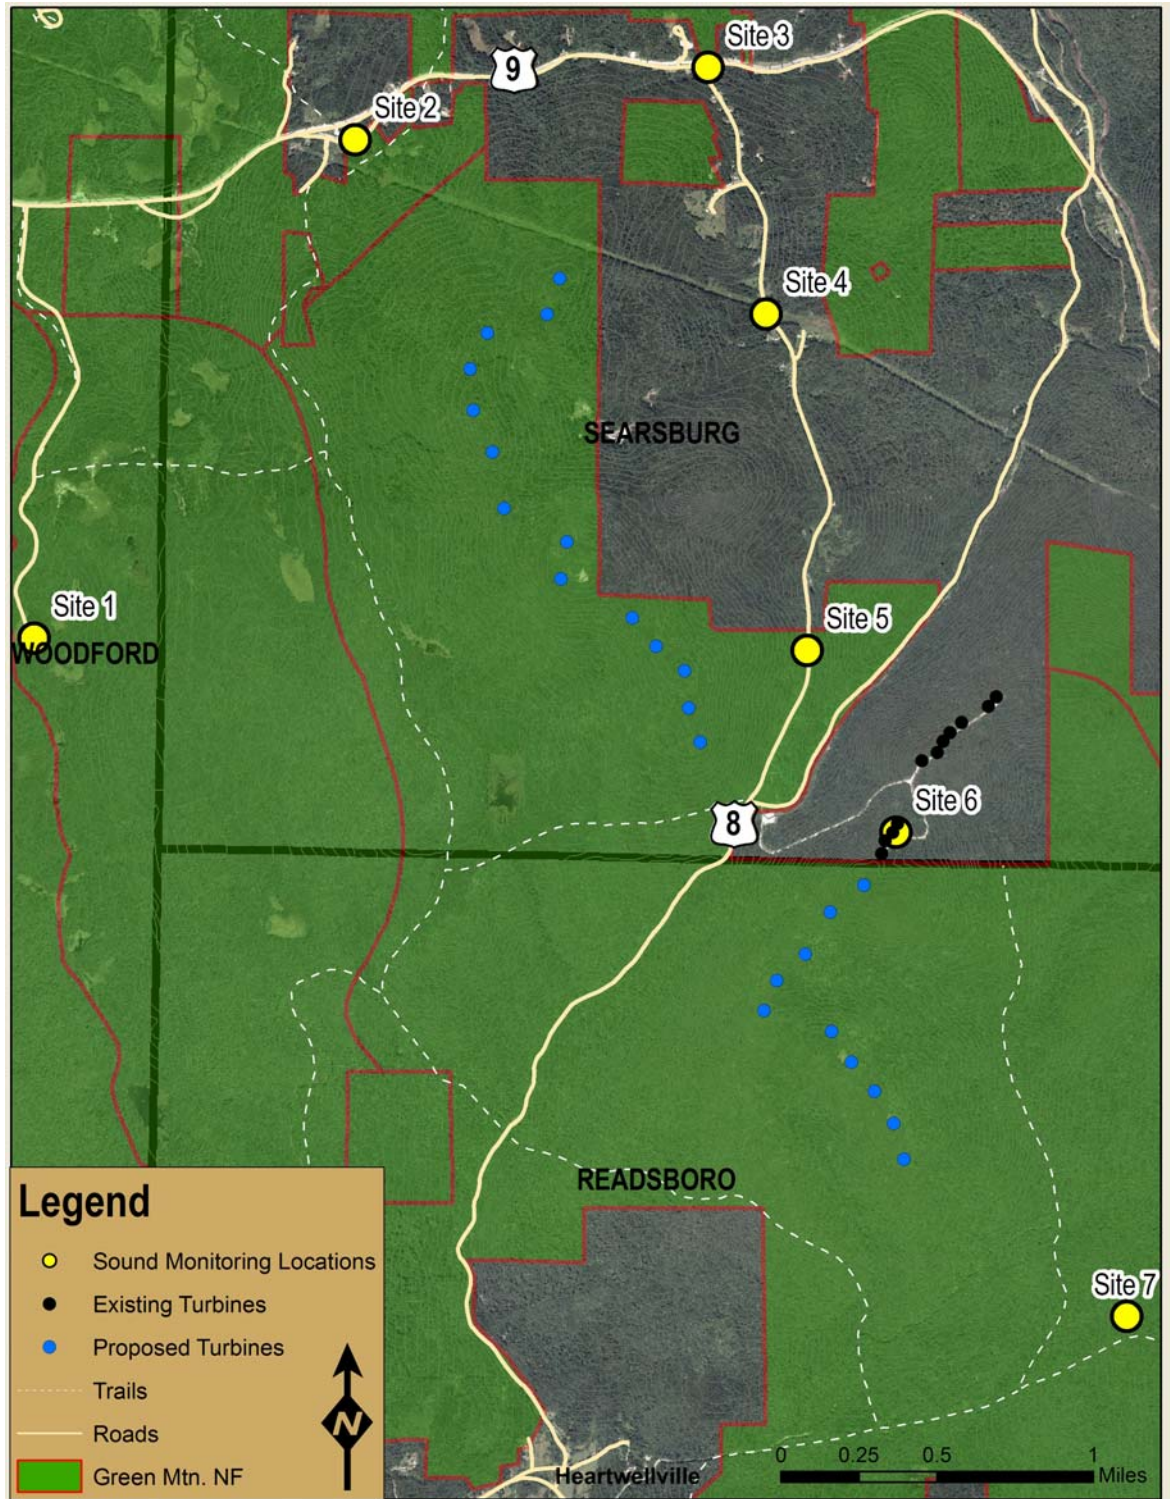 Site 3
9
Site 2
Site 4
SEARSBURG
Site 1
WOODFORD
Site 5
Site 6
8
READSBORO
Site 7
Legend
Sound Monitoring Locations
Existing Turbines
Proposed Turbines
Trails
Roads
Green Mtn. NF
N
Heartwellville
0 0.25 0.5 1
Miles